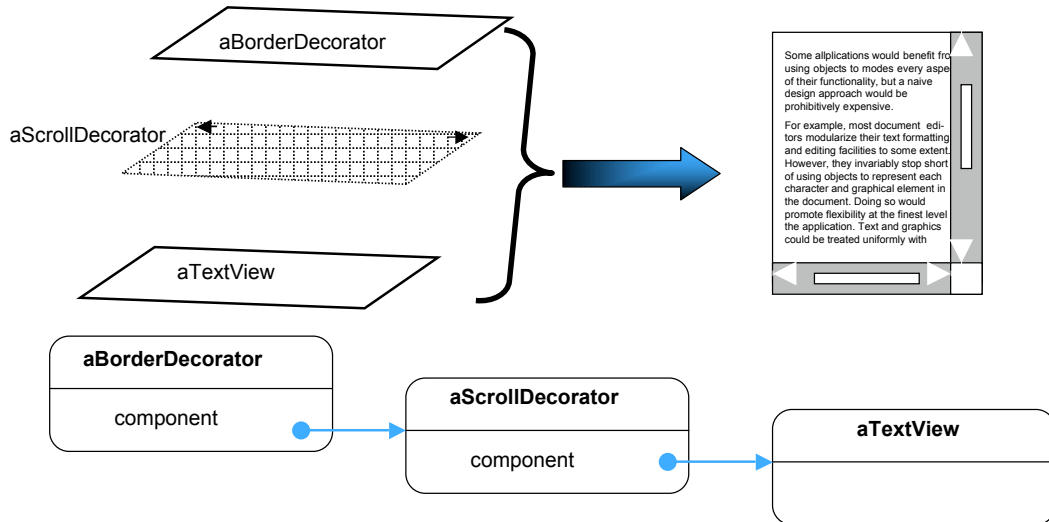 aBorderDecorator
aScrollDecorator
aTextView
Some allplications would benefit fro
using objects to modes every aspe
of their functionality, but a naive
design approach would be
prohibitively expensive.
For example, most document edi-
tors modularize their text formatting
and editing facilities to some extent.
However, they invariably stop short
of using objects to represent each
character and graphical element in
the document. Doing so would
promote flexibility at the finest level
the application. Text and graphics
could be treated uniformly with
aBorderDecorator
component
aScrollDecorator
component
aTextView